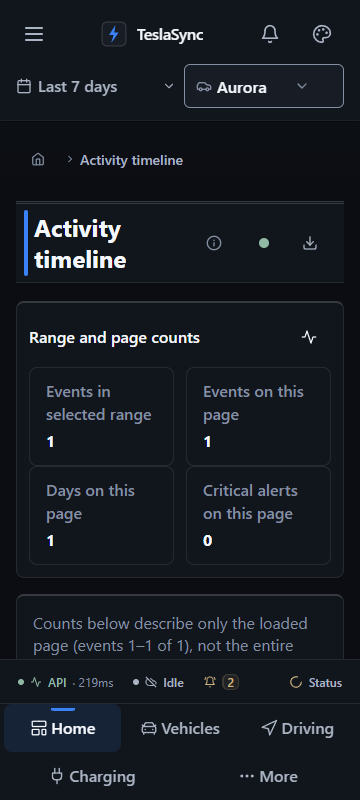 TeslaSync
Last 7 days
Aurora
Activity timeline
Activity
timeline
Range and page counts
Events in
selected range
1
Events on this
page
1
Days on this
page
1
Critical alerts
on this page
0
Counts below describe only the loaded
page (events 1–1 of 1), not the entire
API · 219ms
Idle
2
Status
Home
Vehicles
Driving
Charging
More